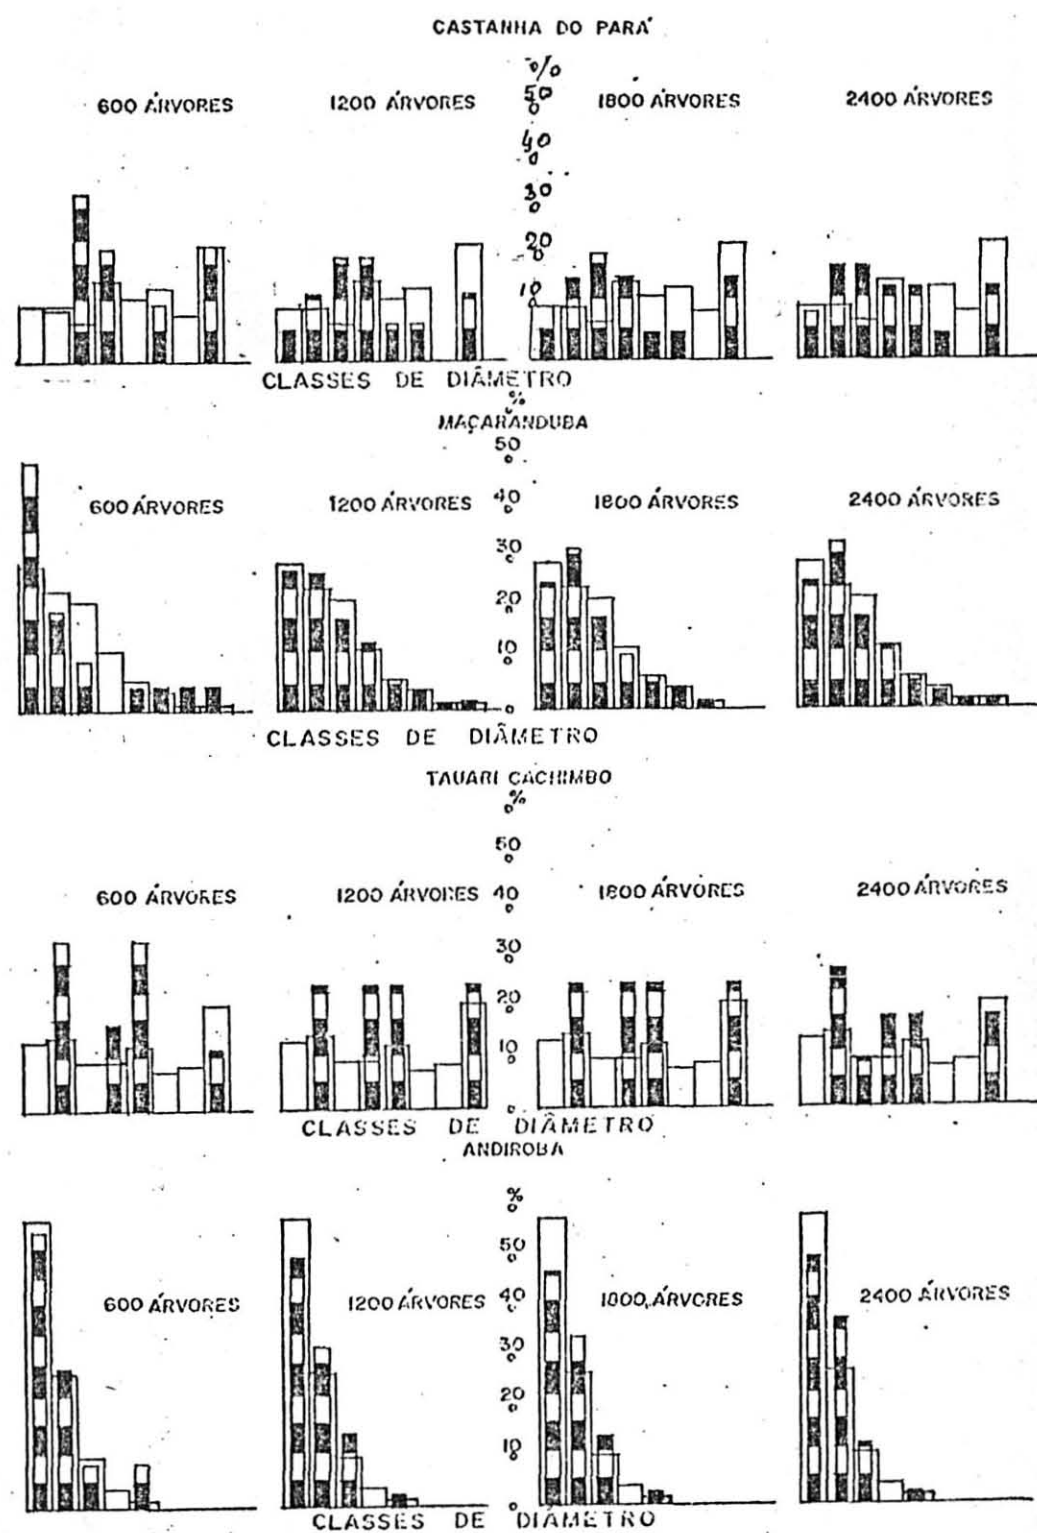 CASTANHA DO PARÁ
%
600 ÁRVORES 1200 ÁRVORES 50 1800 ÁRVORES 2400 ÁRVORES
40
30
20
10
CLASSES DE DIÂMETRO
%
MAÇARANDUBA
50
600 ÁRVORES 1200 ÁRVORES 40 1800 ÁRVORES 2400 ÁRVORES
30
20
10
0
CLASSES DE DIÂMETRO
TAUARI CACHIMBO
%
50
600 ÁRVORES 1200 ÁRVORES 40 1800 ÁRVORES 2400 ÁRVORES
30
20
10
0
CLASSES DE DIÂMETRO
ANDIROBA
%
50
600 ÁRVORES 1200 ÁRVORES 40 1800 ÁRVORES 2400 ÁRVORES
30
20
10
0
CLASSES DE DIÂMETRO